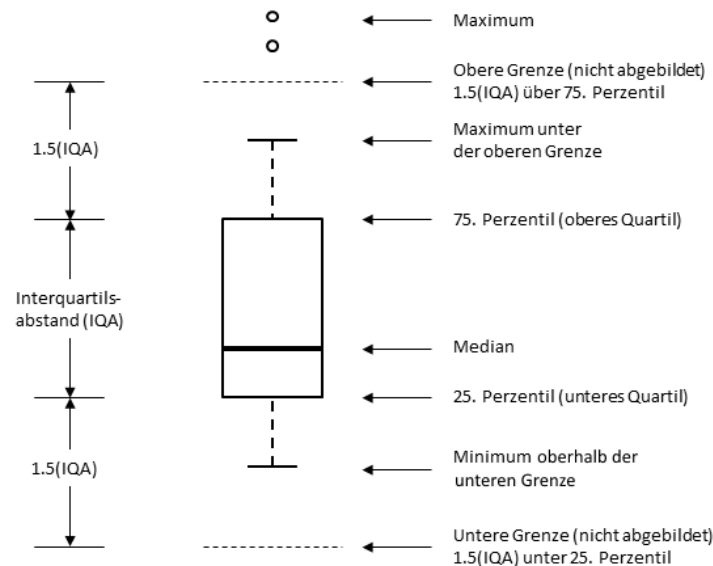 Maximum
Obere Grenze (nicht abgebildet)
1.5(IQA) über 75. Perzentil
Maximum unter
der oberen Grenze
1.5(IQA)
75. Perzentil (oberes Quartil)
Interquartils-
abstand (IQA)
Median
25. Perzentil (unteres Quartil)
Minimum oberhalb der
unteren Grenze
1.5(IQA)
Untere Grenze (nicht abgebildet)
1.5(IQA) unter 25. Perzentil